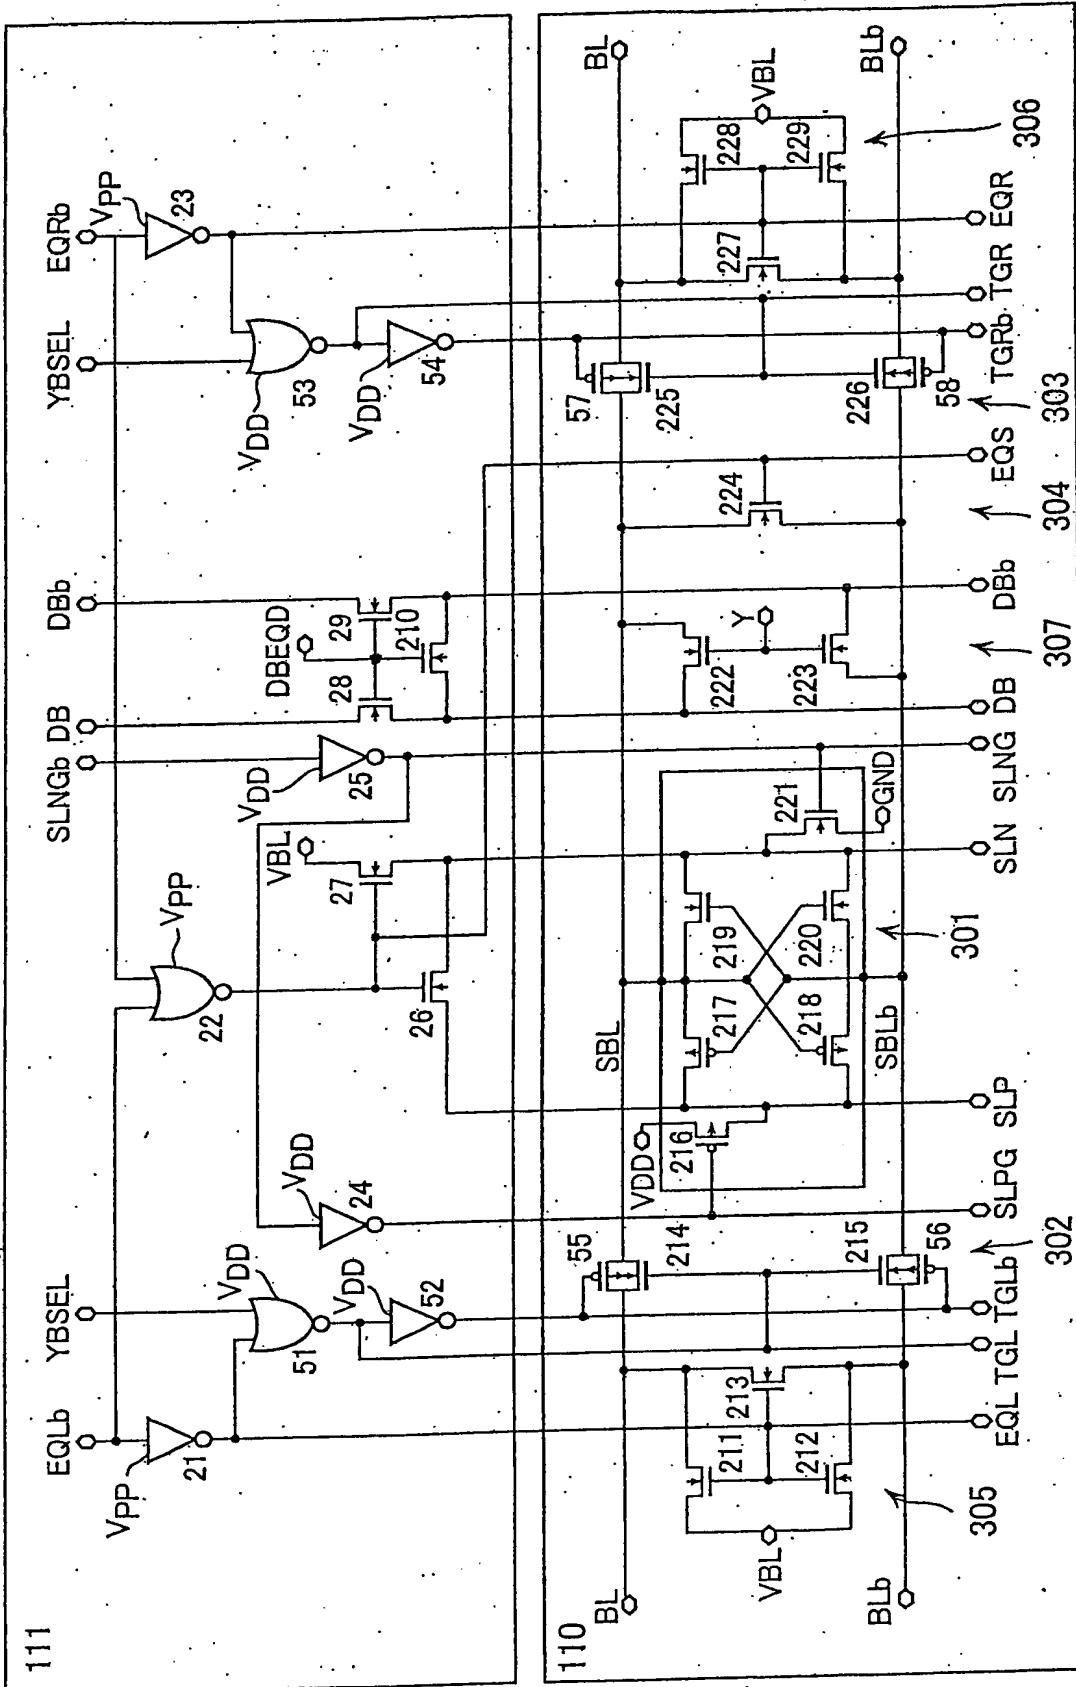 111
EQLb
YBSEL
SLNGb
DB
DBb
YBSEL
EQRb
VPP
21
VDD
51
VDD
52
VDD
24
VPP
22
26
VBL
27
VDD
25
DBEQD
28
29
210
VDD
53
VDD
54
VPP
23
110
BL
BLb
VBL
211
212
213
305
EQL
TGL
TGLb
55
214
215
56
302
SLPG
SLP
VDD
216
SBL
SBLb
217
218
219
220
301
221
GND
SLN
SLNG
DB
222
223
Y
307
DBb
224
304
EQS
57
225
226
58
303
TGRb
TGR
EQR
227
228
229
VBL
306
BL
BLb